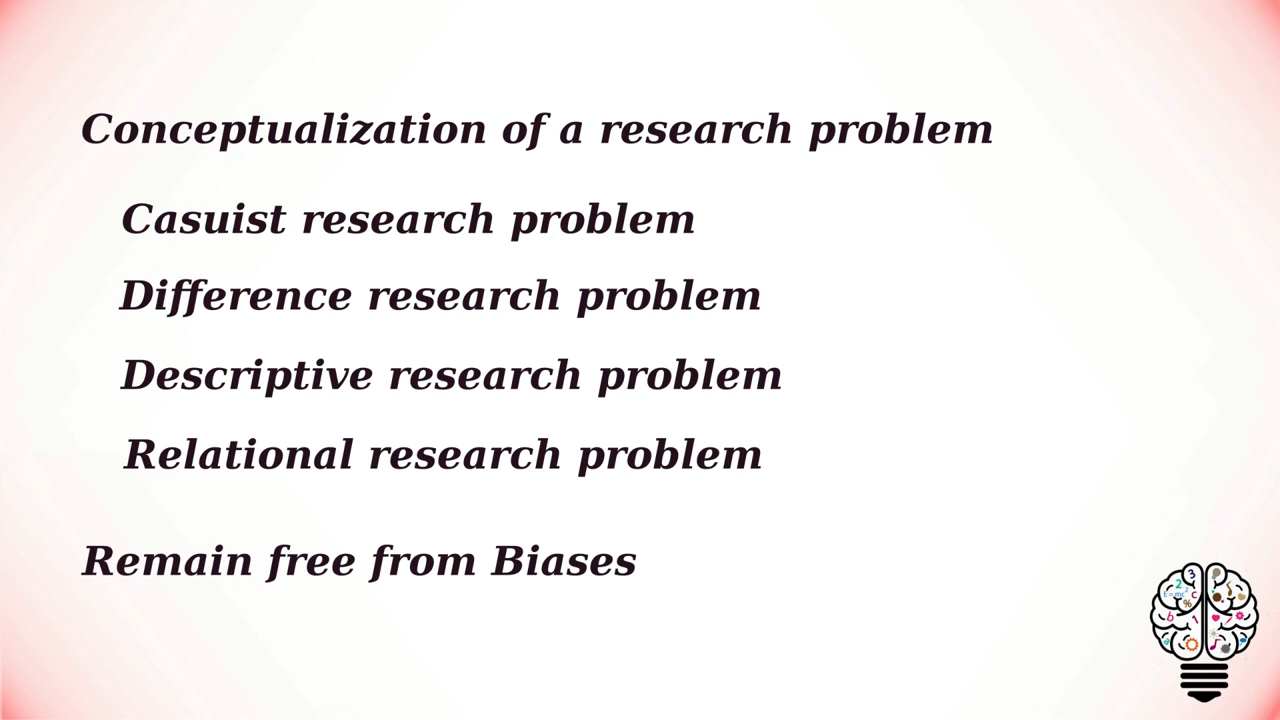 Conceptualization of a research problem
Casuist research problem
Difference research problem
Descriptive research problem
Relational research problem
Remain free from Biases